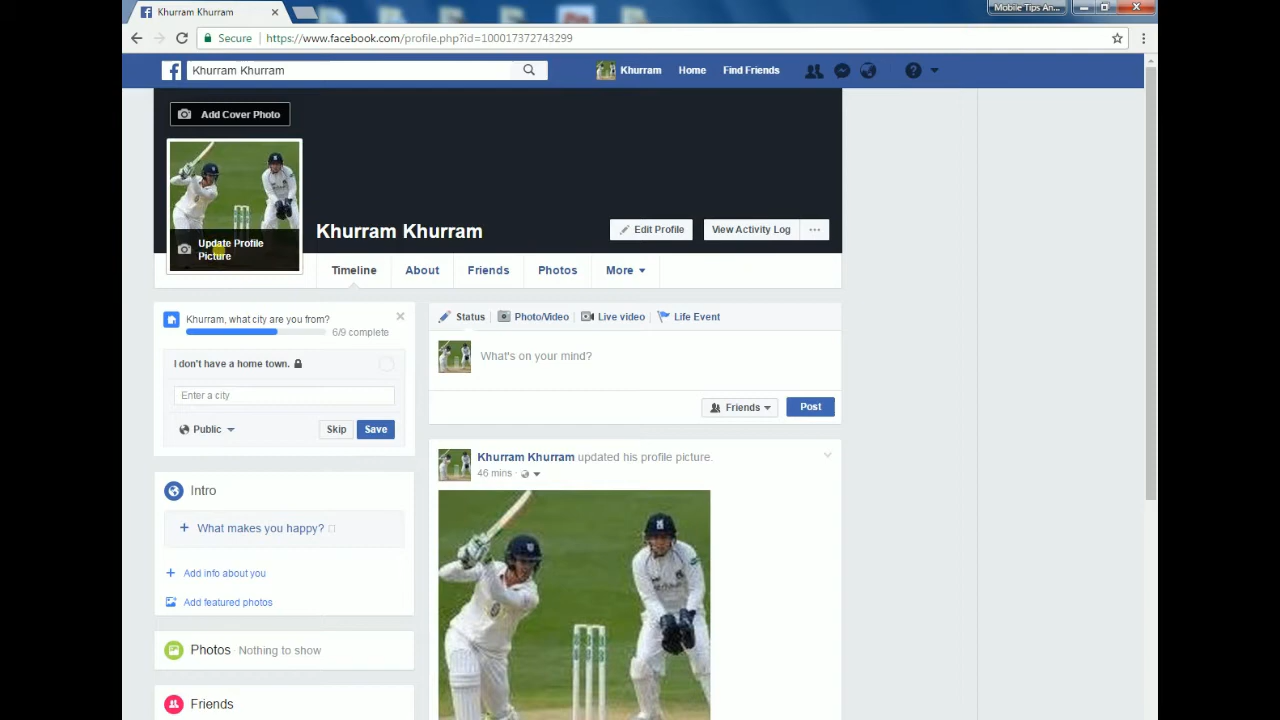 Khurram Khurram
Mobile Tips An...
Secure
https://www.facebook.com/profile.php?id=100017372743299
Khurram Khurram
Khurram
Home
Find Friends
Add Cover Photo
Update Profile
Picture
Khurram Khurram
Edit Profile
View Activity Log
Timeline
About
Friends
Photos
More
Khurram, what city are you from?
6/9 complete
I don't have a home town.
Enter a city
Public
Skip
Save
Status
Photo/Video
Live video
Life Event
What's on your mind?
Friends
Post
Khurram Khurram updated his profile picture.
46 mins ·
Intro
+ What makes you happy?
+ Add info about you
Add featured photos
Photos Nothing to show
Friends